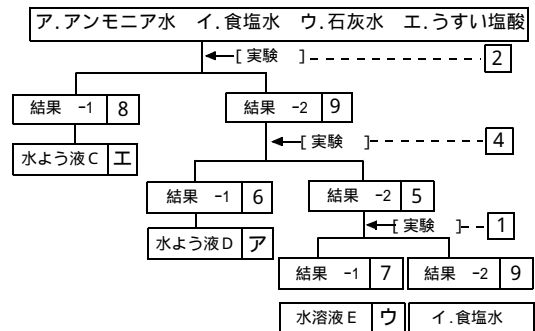 ア.アンモニア水 イ.食塩水 ウ.石灰水 エ.うすい塩酸
[ 実験 ] 2
結果 -1 8 結果 -2 9
[ 実験 ] 4
水よう液C エ
結果 -1 6 結果 -2 5
[ 実験 ] 1
水よう液D ア
結果 -1 7 結果 -2 9
水溶液E ウ イ.食塩水